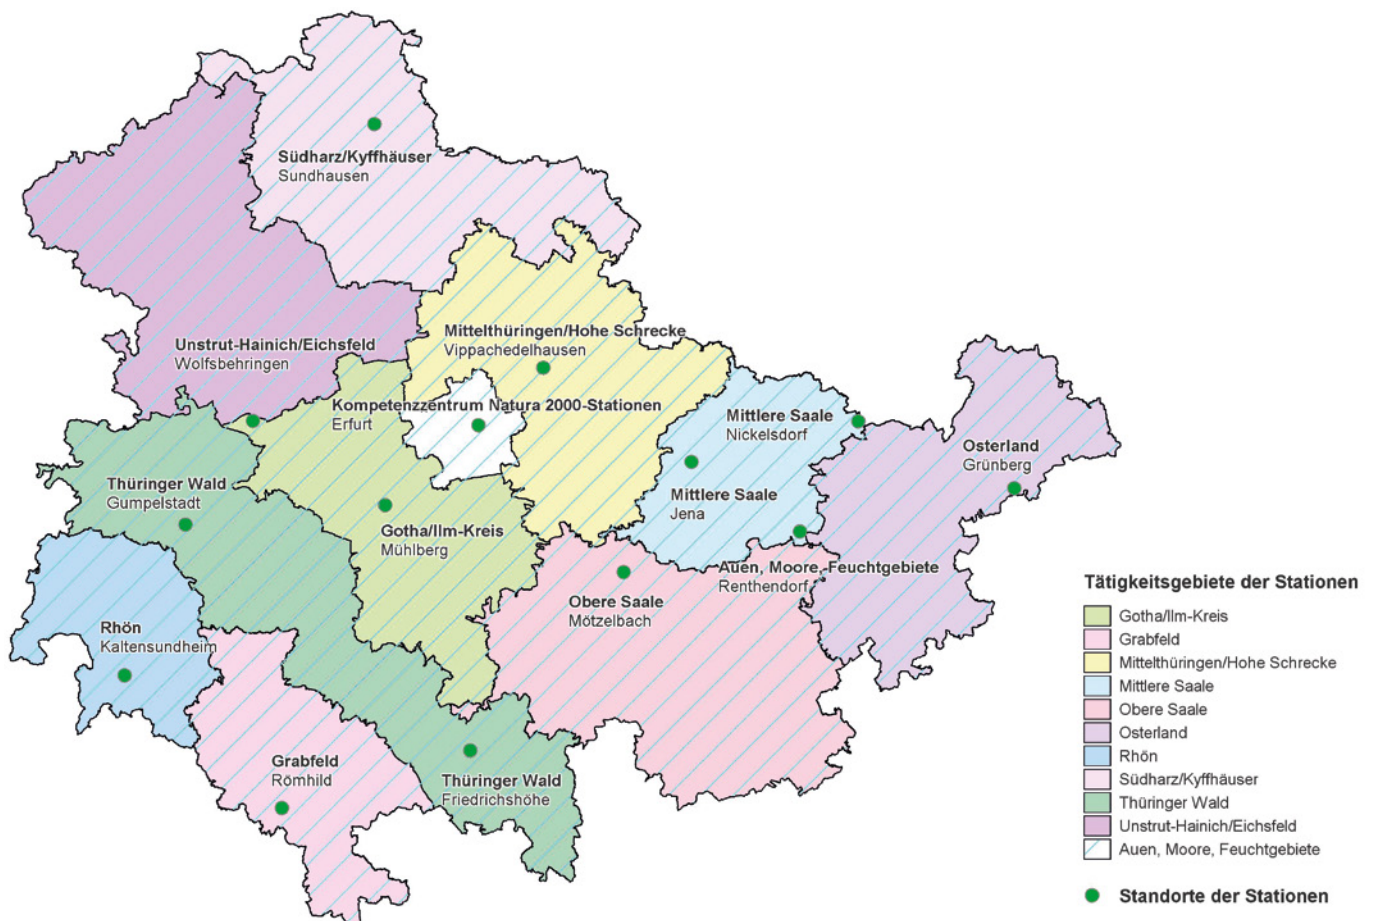 Südharz/Kyffhäuser
Sundhausen
Mittelthüringen/Hohe Schrecke
Vippachedelhausen
Unstrut-Hainich/Eichsfeld
Wolfsbehringen
Kompetenzzentrum Natura 2000-Stationen
Erfurt
Mittlere Saale
Nickelsdorf
Osterland
Grünberg
Thüringer Wald
Gumpelstadt
Mittlere Saale
Jena
Gotha/Ilm-Kreis
Mühlberg
Auen, Moore, Feuchtgebiete
Renthendorf
Obere Saale
Mötzelbach
Rhön
Kaltensundheim
Grabfeld
Römhild
Thüringer Wald
Friedrichshöhe
Tätigkeitsgebiete der Stationen
Gotha/Ilm-Kreis
Grabfeld
Mittelthüringen/Hohe Schrecke
Mittlere Saale
Obere Saale
Osterland
Rhön
Südharz/Kyffhäuser
Thüringer Wald
Unstrut-Hainich/Eichsfeld
Auen, Moore, Feuchtgebiete
Standorte der Stationen